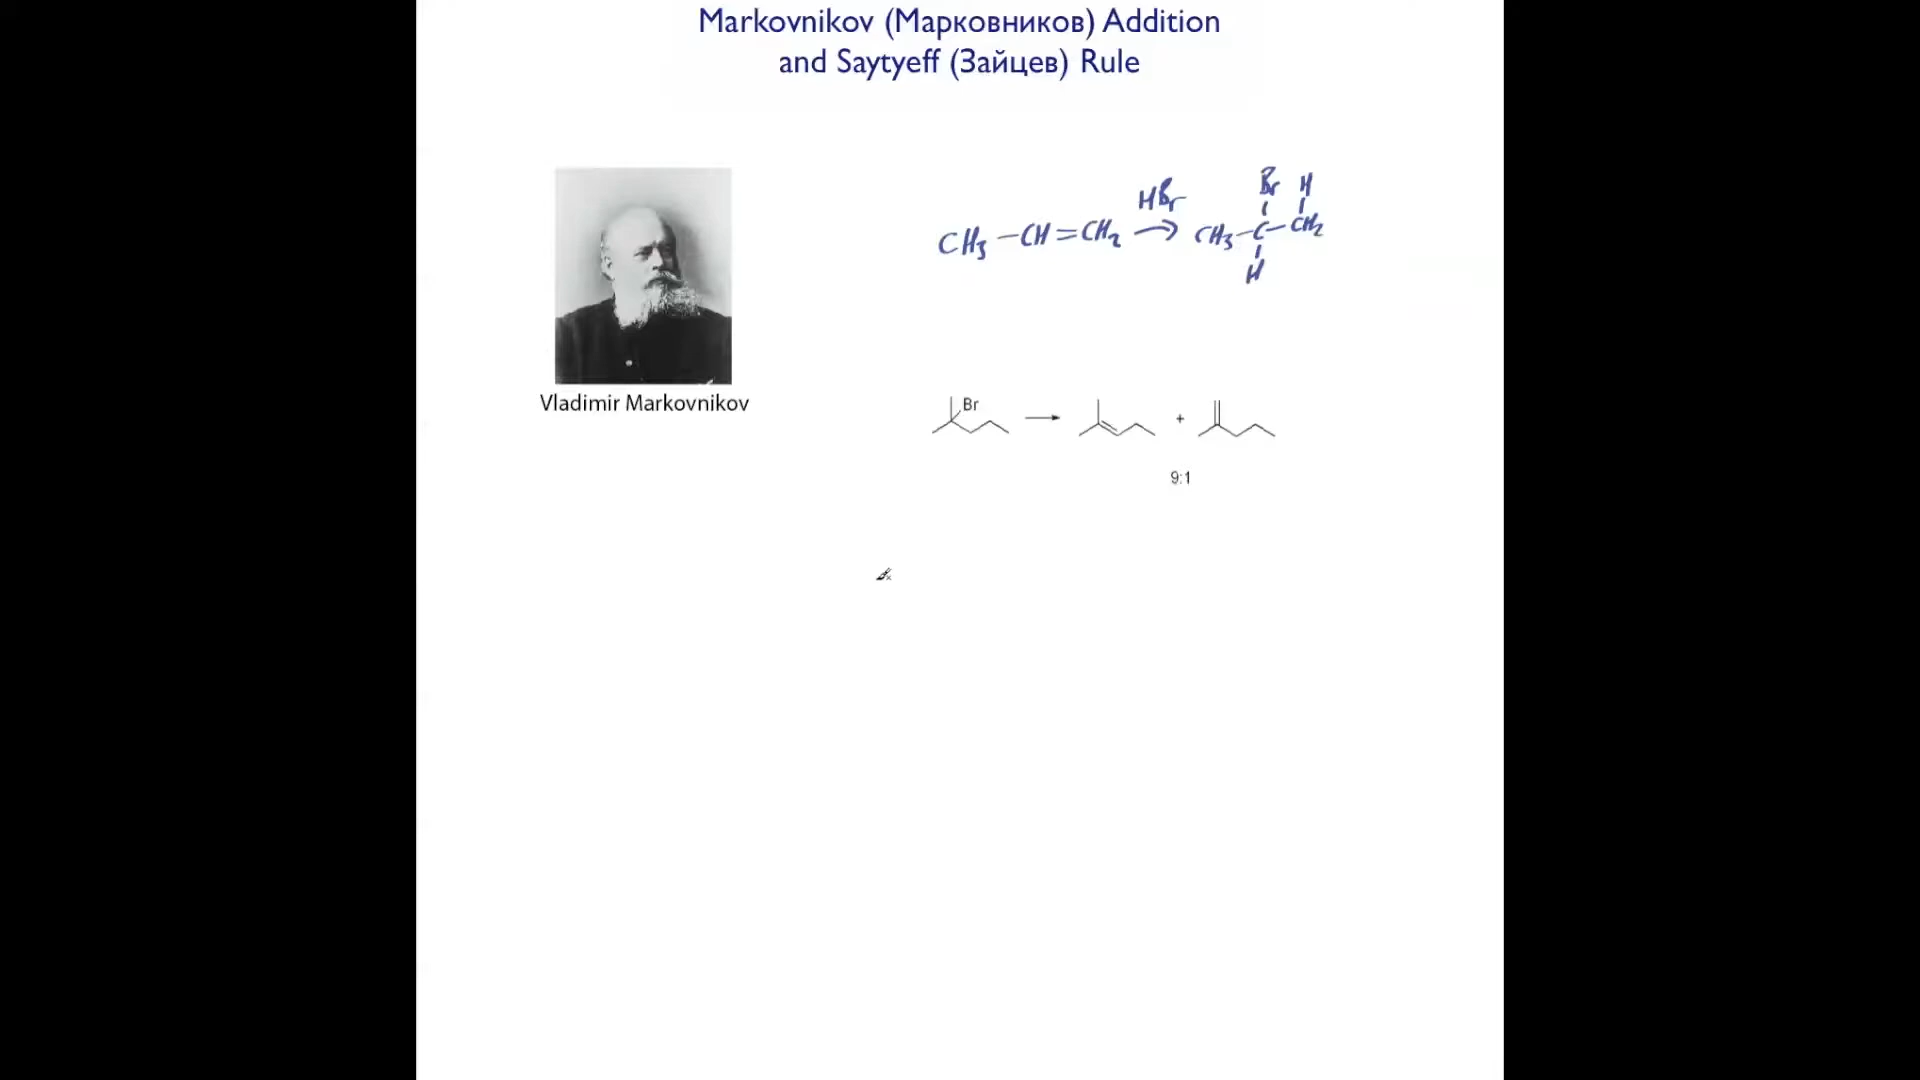 Markovnikov (Марковников) Addition
and Saytyeff (Зайцев) Rule
HBr
Br H
CH₃ –CH=CH₂ → CH₃–C–CH₂
H
Vladimir Markovnikov
Br
+
9:1